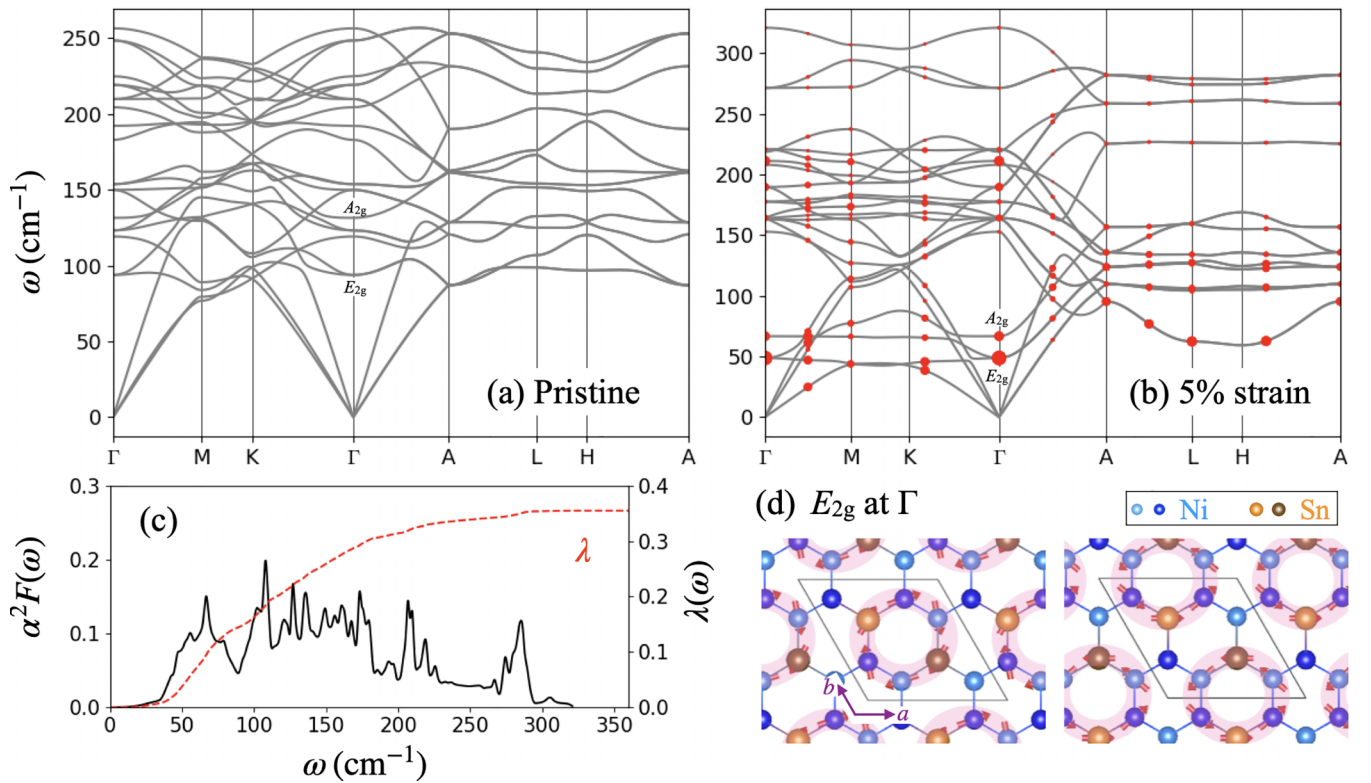 250
200
150
100
50
0
ω (cm⁻¹)
A2g
E2g
(a) Pristine
Γ M K Γ A L H A
300
250
200
150
100
50
0
A2g
E2g
(b) 5% strain
Γ M K Γ A L H A
0.3
0.2
0.1
0.0
α²F(ω)
(c)
λ
0.4
0.3
0.2
0.1
0.0
λ(ω)
0 50 100 150 200 250 300 350
ω (cm⁻¹)
(d) E2g at Γ
Ni Sn
b
a